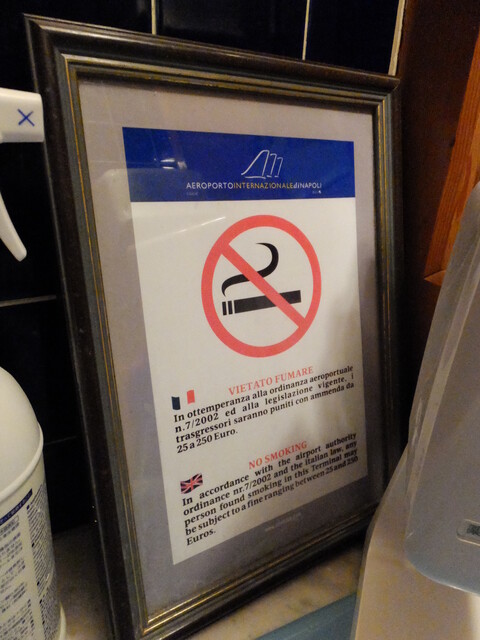 AEROPORTOINTERNAZIONALEdiNAPOLI
VIETATO FUMARE
In ottemperanza alla ordinanza aeroportuale
n.7/2002 ed alla legislazione vigente, i
trasgressori saranno puniti con ammenda da
25 a 250 Euro.
NO SMOKING
In accordance with the airport authority
ordinance nr.7/2002 and the Italian law, any
person found smoking in this Terminal may
be subject to a fine ranging between 25 and 250
Euros.